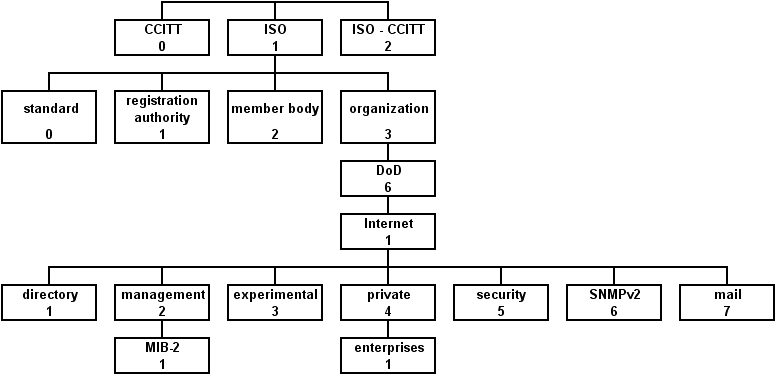 CCITT ISO ISO - CCITT
0 1 2
standard registration authority member body organization
0 1 2 3
DoD
6
Internet
1
directory management experimental private security SNMPv2 mail
1 2 3 4 5 6 7
MIB-2 enterprises
1 1